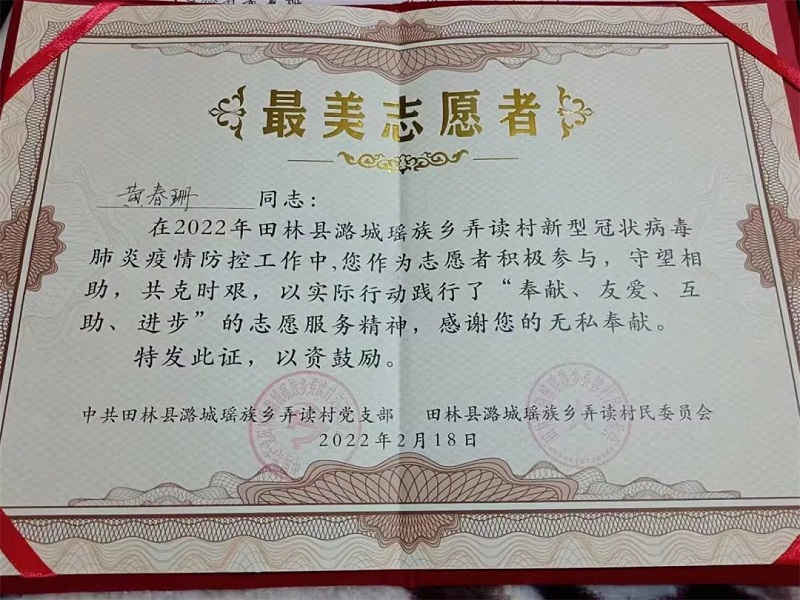 最美志愿者
黄春珊 同志：
在2022年田林县潞城瑶族乡弄读村新型冠状病毒
肺炎疫情防控工作中,您作为志愿者积极参与，守望相
助，共克时艰，以实际行动践行了“奉献、友爱、互
助、进步”的志愿服务精神，感谢您的无私奉献。
特发此证，以资鼓励。
中共田林县潞城瑶族乡弄读村党支部 田林县潞城瑶族乡弄读村民委员会
2022年2月18日